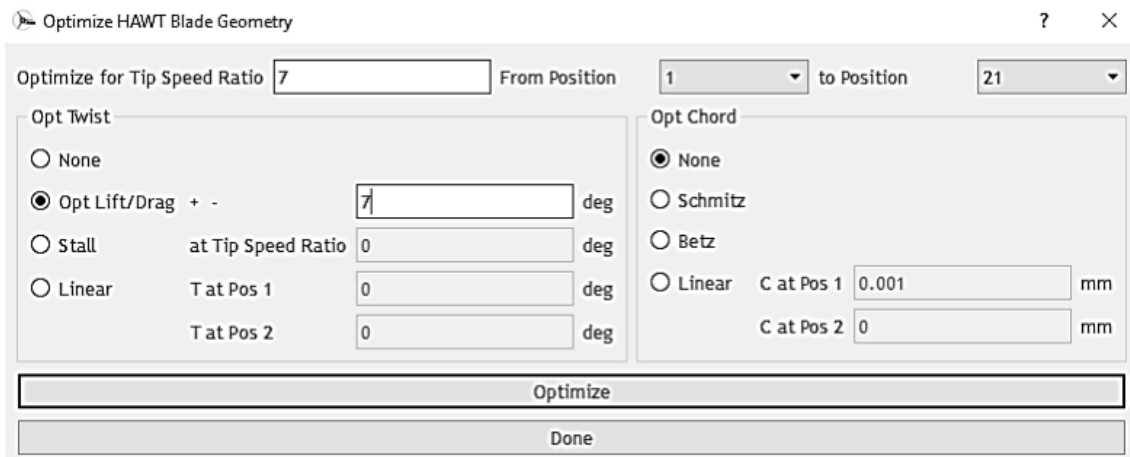 Optimize HAWT Blade Geometry ? ×
Optimize for Tip Speed Ratio 7 From Position 1 to Position 21
Opt Twist
None
Opt Lift/Drag + - 7 deg
Stall at Tip Speed Ratio 0 deg
Linear T at Pos 1 0 deg
T at Pos 2 0 deg
Opt Chord
None
Schmitz
Betz
Linear C at Pos 1 0.001 mm
C at Pos 2 0 mm
Optimize
Done